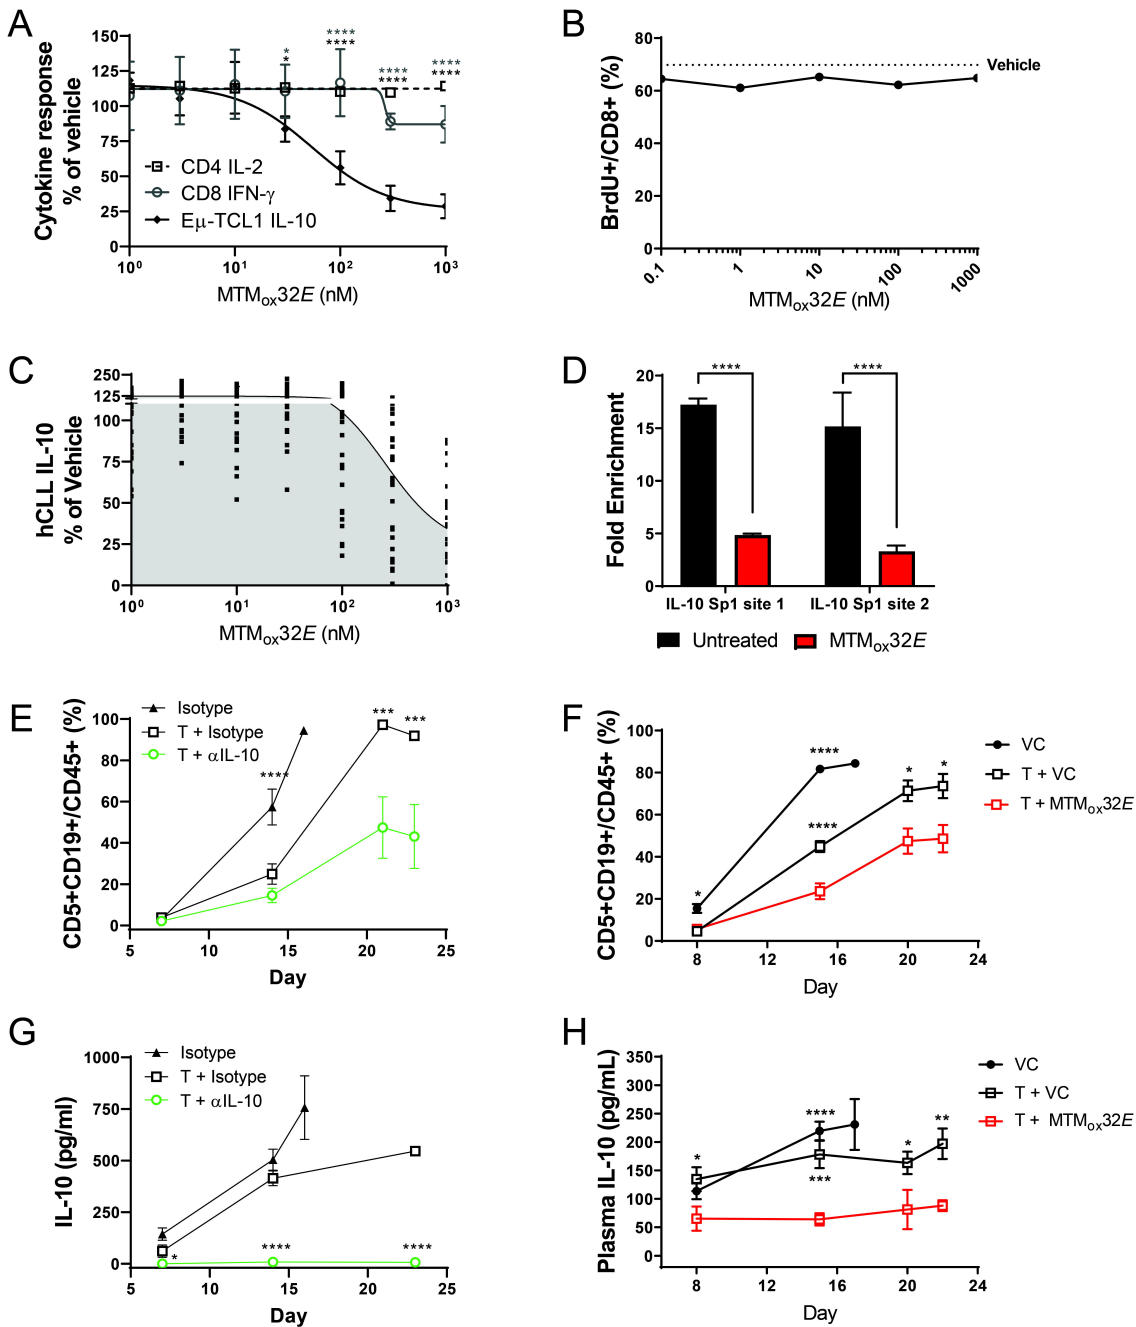 A
Cytokine response
% of vehicle
150
125
100
75
50
25
0
10⁰
10¹
10²
10³
MTMox32E (nM)
*
*
****
****
****
****
****
****
CD4 IL-2
CD8 IFN-γ
Eμ-TCL1 IL-10
B
BrdU+/CD8+ (%)
80
60
40
20
0
0.1
1
10
100
1000
MTMox32E (nM)
Vehicle
C
hCLL IL-10
% of Vehicle
250
125
100
75
50
25
0
10⁰
10¹
10²
10³
MTMox32E (nM)
D
Fold Enrichment
20
15
10
5
0
****
****
IL-10 Sp1 site 1
IL-10 Sp1 site 2
Untreated
MTMox32E
E
CD5+CD19+/CD45+ (%)
100
80
60
40
20
0
5
10
15
20
25
Day
Isotype
T + Isotype
T + αIL-10
****
***
***
F
CD5+CD19+/CD45+ (%)
100
80
60
40
20
0
8
12
16
20
24
Day
*
****
****
*
*
VC
T + VC
T + MTMox32E
G
IL-10 (pg/ml)
1000
750
500
250
0
5
10
15
20
25
Day
Isotype
T + Isotype
T + αIL-10
*
****
****
H
Plasma IL-10 (pg/mL)
350
300
250
200
150
100
50
0
8
12
16
20
24
Day
*
****
***
*
**
VC
T + VC
T + MTMox32E